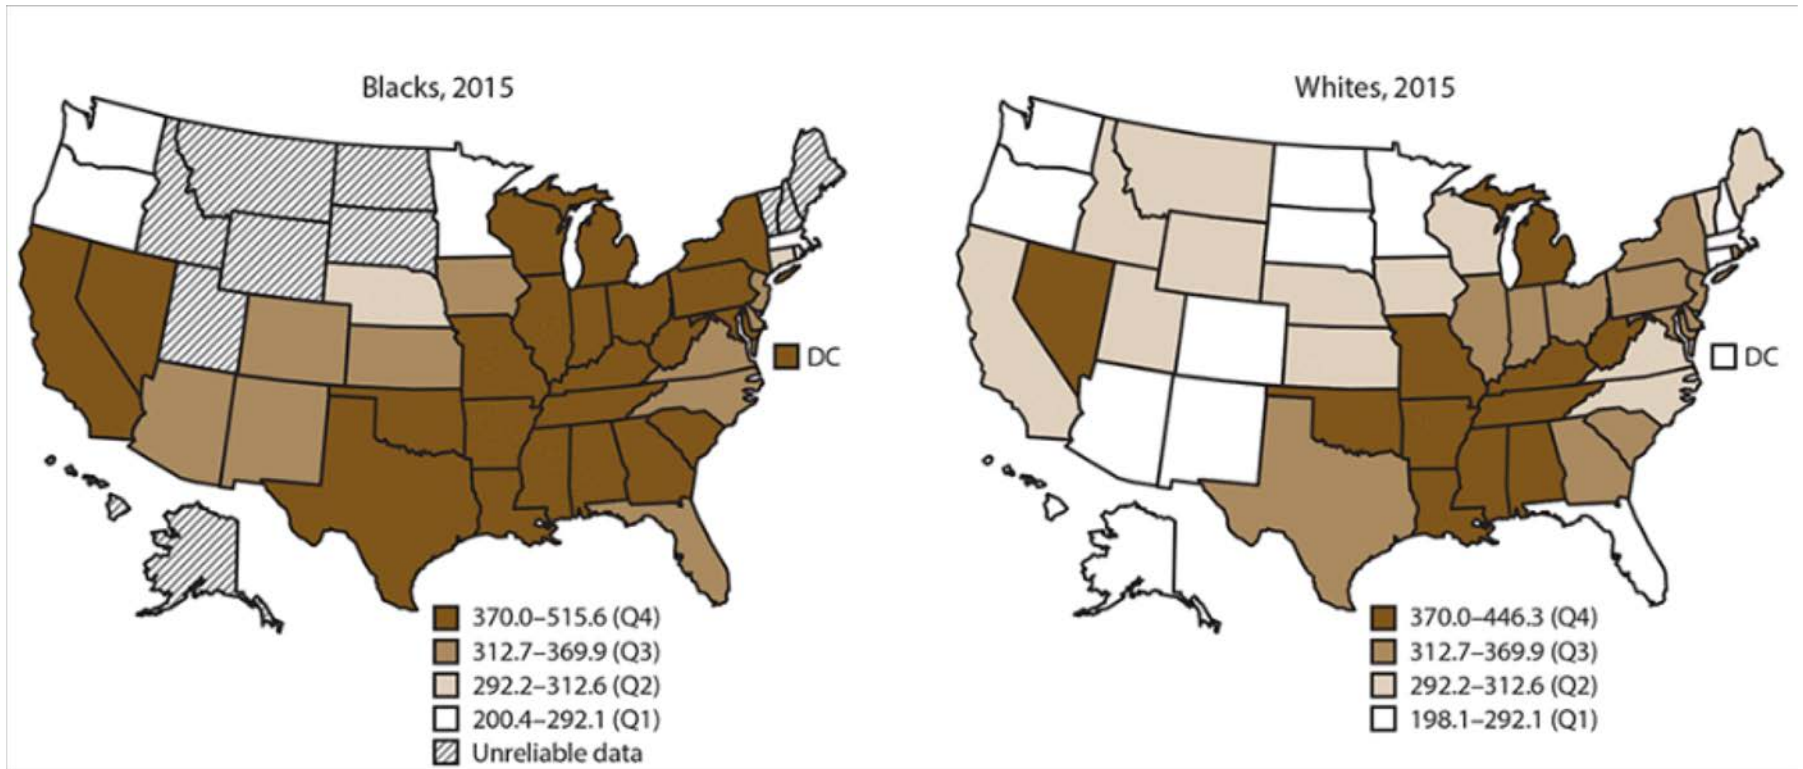 Blacks, 2015
Whites, 2015
DC
DC
370.0–515.6 (Q4)
312.7–369.9 (Q3)
292.2–312.6 (Q2)
200.4–292.1 (Q1)
Unreliable data
370.0–446.3 (Q4)
312.7–369.9 (Q3)
292.2–312.6 (Q2)
198.1–292.1 (Q1)